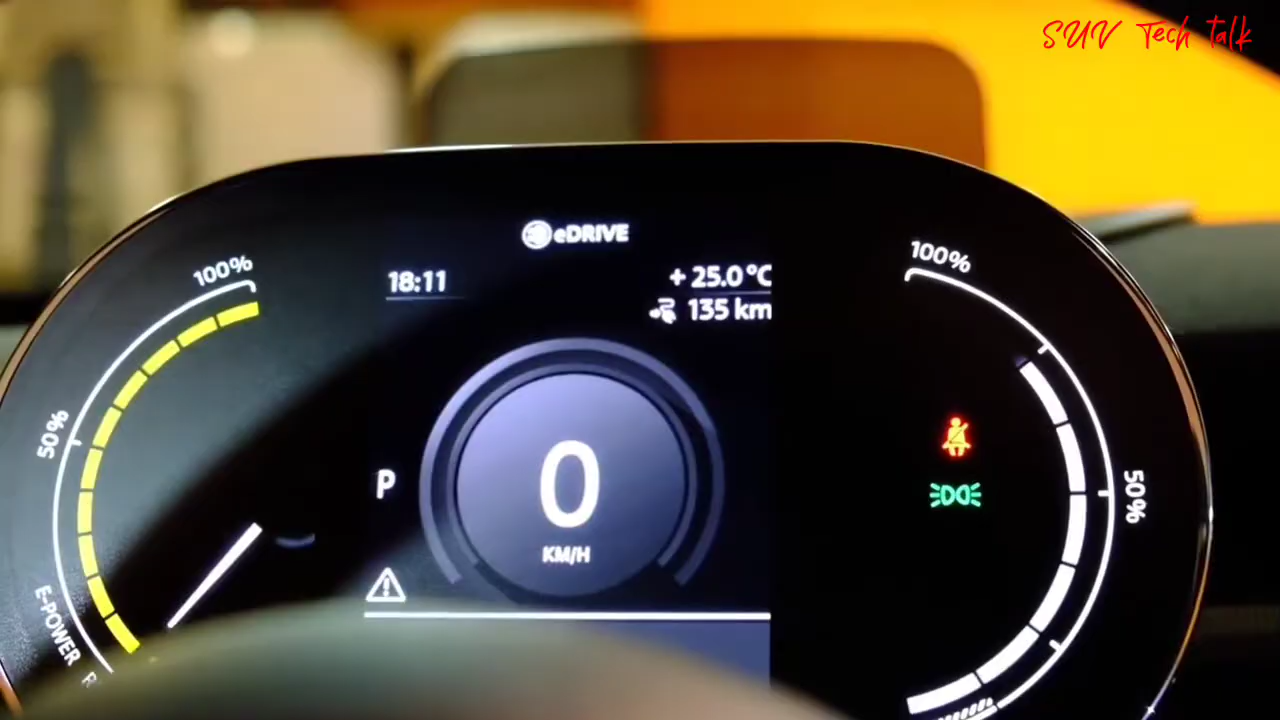 SUV Tech talk
eDRIVE
18:11
+ 25.0 °C
135 km
100%
50%
E-POWER
100%
50%
P
0
KM/H